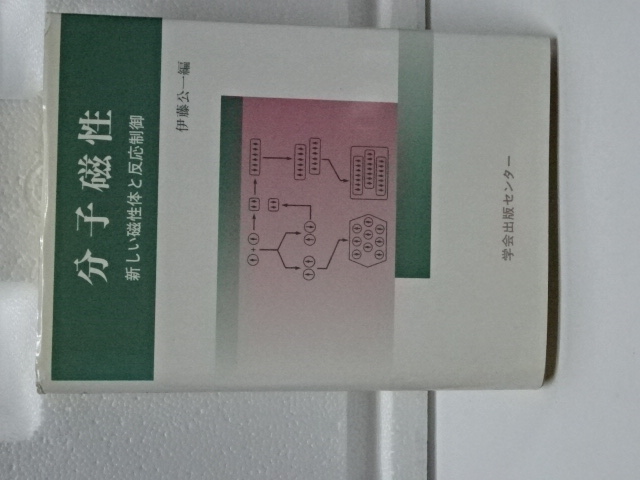 分子磁性
新しい磁性体と反応制御
伊藤公一編
学会出版センター